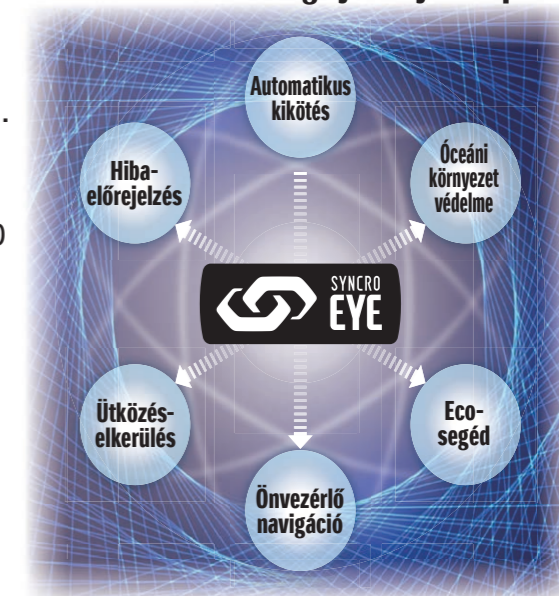 Automatikus
kikötés
Óceáni
környezet
védelme
Hiba-
előrejelzés
SYNCRO
EYE
Ütközés-
elkerülés
Eco-
segéd
Önvezérlő
navigáció